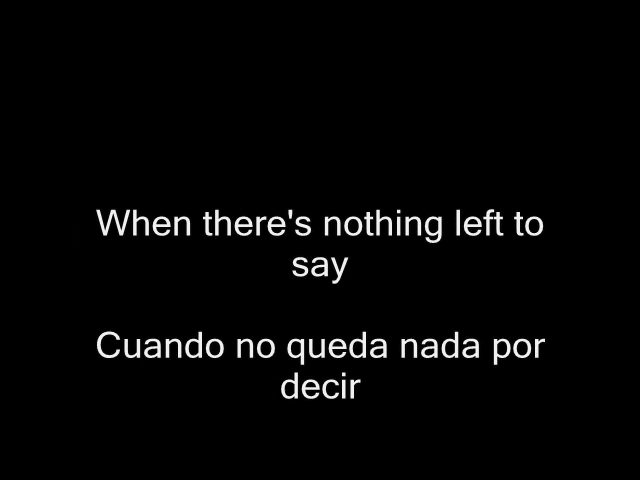 When there's nothing left to
say
Cuando no queda nada por
decir